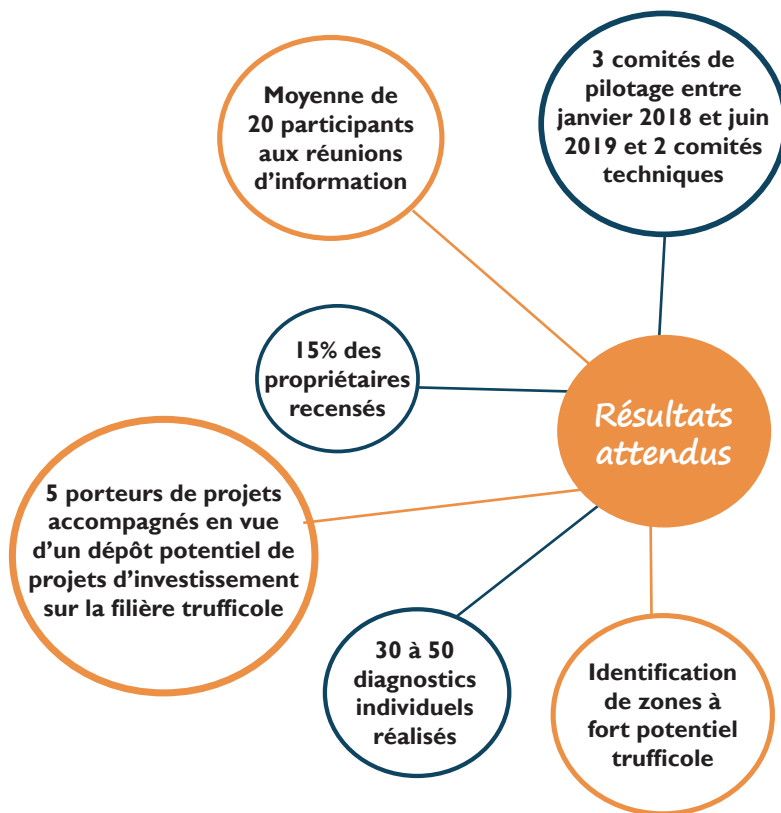 3 comités de
pilotage entre
janvier 2018 et juin
2019 et 2 comités
techniques
Moyenne de
20 participants
aux réunions
d'information
15% des
propriétaires
recensés
Résultats
attendus
5 porteurs de projets
accompagnés en vue
d'un dépôt potentiel de
projets d'investissement
sur la filière trufficole
30 à 50
diagnostics
individuels
réalisés
Identification
de zones à
fort potentiel
trufficole